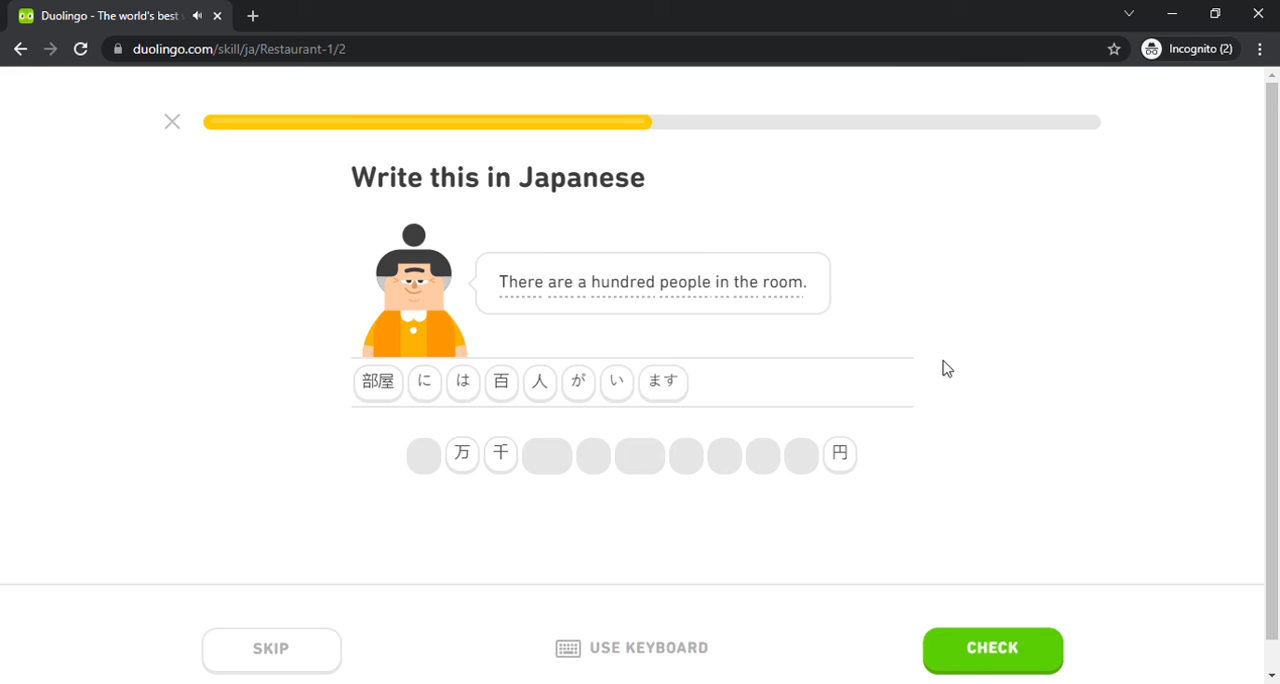 Duolingo - The world's best
duolingo.com/skill/ja/Restaurant-1/2
Incognito (2)
Write this in Japanese
There are a hundred people in the room.
部屋 に は 百 人 が い ます
万 千 円
SKIP
USE KEYBOARD
CHECK